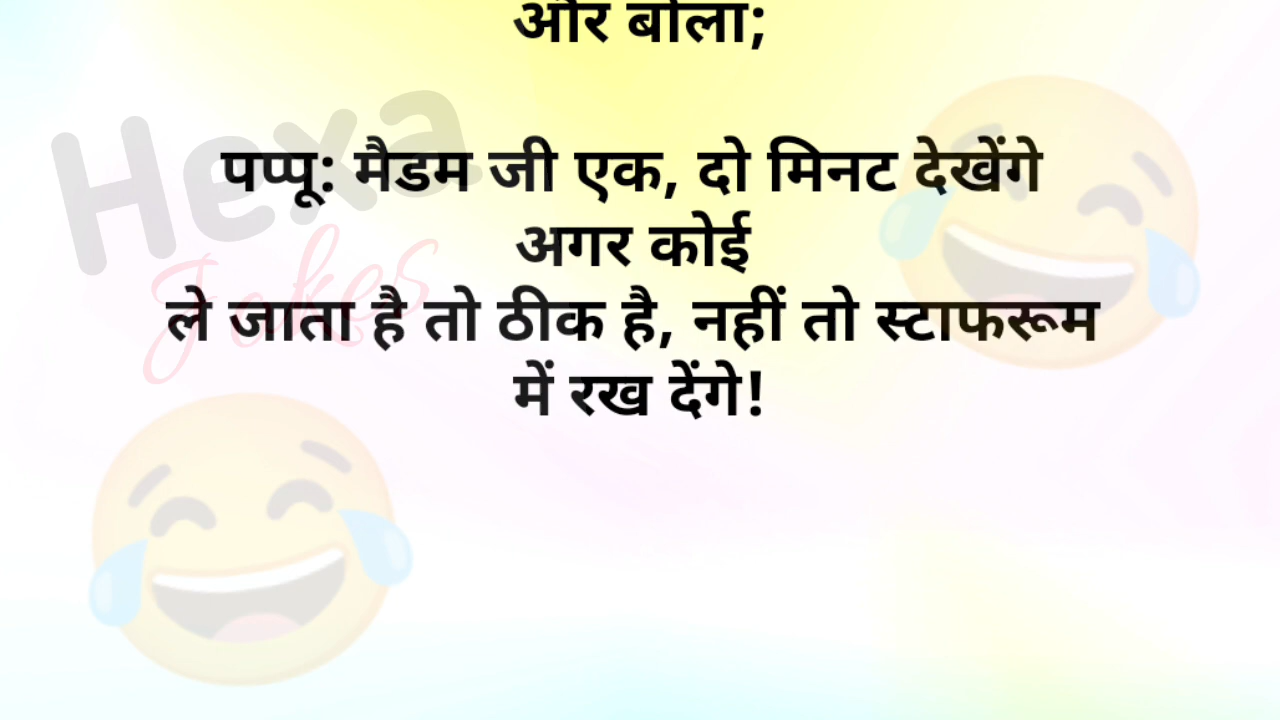 और बोला;
Hexa
Jokes
पप्पू: मैडम जी एक, दो मिनट देखेंगे
अगर कोई
ले जाता है तो ठीक है, नहीं तो स्टाफरूम
में रख देंगे!